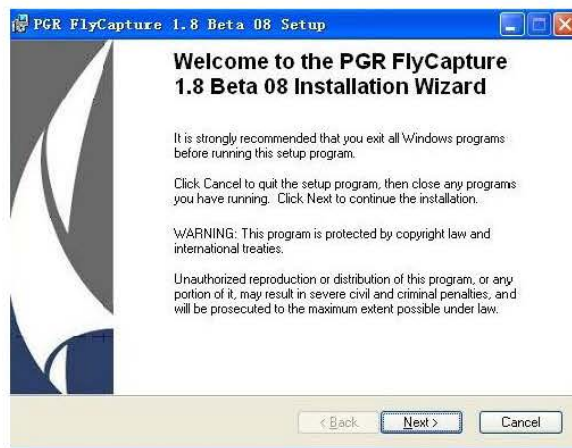 PGR FlyCapture 1.8 Beta 08 Setup
Welcome to the PGR FlyCapture
1.8 Beta 08 Installation Wizard
It is strongly recommended that you exit all Windows programs
before running this setup program.
Click Cancel to quit the setup program, then close any programs
you have running. Click Next to continue the installation.
WARNING: This program is protected by copyright law and
international treaties.
Unauthorized reproduction or distribution of this program, or any
portion of it, may result in severe civil and criminal penalties, and
will be prosecuted to the maximum extent possible under law.
< Back Next > Cancel